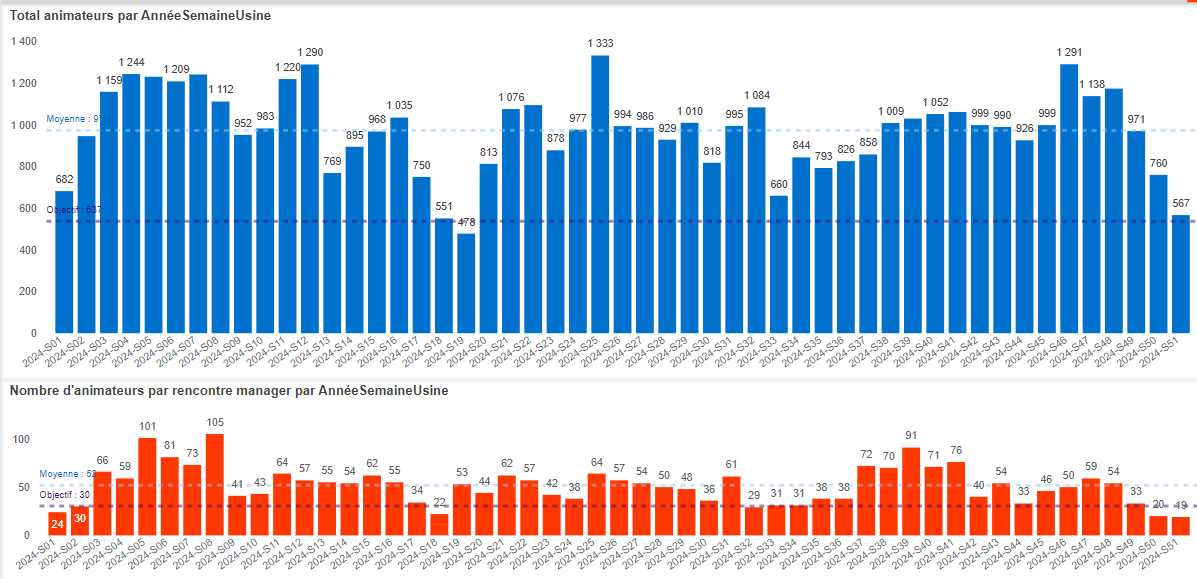 Total animateurs par AnnéeSemaineUsine
1 400
1 200
1 000
800
600
400
200
0
Moyenne : 97
Objectif : 537
682
1 159
1 244
1 209
1 112
952
983
1 220
1 290
769
895
968
1 035
750
551
478
813
1 076
878
977
1 333
994
986
929
1 010
818
995
1 084
660
844
793
826
858
1 009
1 052
999
990
926
999
1 291
1 138
971
760
567
2024-S01
2024-S02
2024-S03
2024-S04
2024-S05
2024-S06
2024-S07
2024-S08
2024-S09
2024-S10
2024-S11
2024-S12
2024-S13
2024-S14
2024-S15
2024-S16
2024-S17
2024-S18
2024-S19
2024-S20
2024-S21
2024-S22
2024-S23
2024-S24
2024-S25
2024-S26
2024-S27
2024-S28
2024-S29
2024-S30
2024-S31
2024-S32
2024-S33
2024-S34
2024-S35
2024-S36
2024-S37
2024-S38
2024-S39
2024-S40
2024-S41
2024-S42
2024-S43
2024-S44
2024-S45
2024-S46
2024-S47
2024-S48
2024-S49
2024-S50
2024-S51
Nombre d'animateurs par rencontre manager par AnnéeSemaineUsine
100
50
0
Moyenne : 52
Objectif : 30
24
30
66
59
101
81
73
105
41
43
64
57
55
54
62
55
34
22
53
44
62
57
42
38
64
57
54
50
48
36
61
29
31
31
38
38
72
70
91
71
76
40
54
33
46
50
59
54
33
20
19
2024-S01
2024-S02
2024-S03
2024-S04
2024-S05
2024-S06
2024-S07
2024-S08
2024-S09
2024-S10
2024-S11
2024-S12
2024-S13
2024-S14
2024-S15
2024-S16
2024-S17
2024-S18
2024-S19
2024-S20
2024-S21
2024-S22
2024-S23
2024-S24
2024-S25
2024-S26
2024-S27
2024-S28
2024-S29
2024-S30
2024-S31
2024-S32
2024-S33
2024-S34
2024-S35
2024-S36
2024-S37
2024-S38
2024-S39
2024-S40
2024-S41
2024-S42
2024-S43
2024-S44
2024-S45
2024-S46
2024-S47
2024-S48
2024-S49
2024-S50
2024-S51